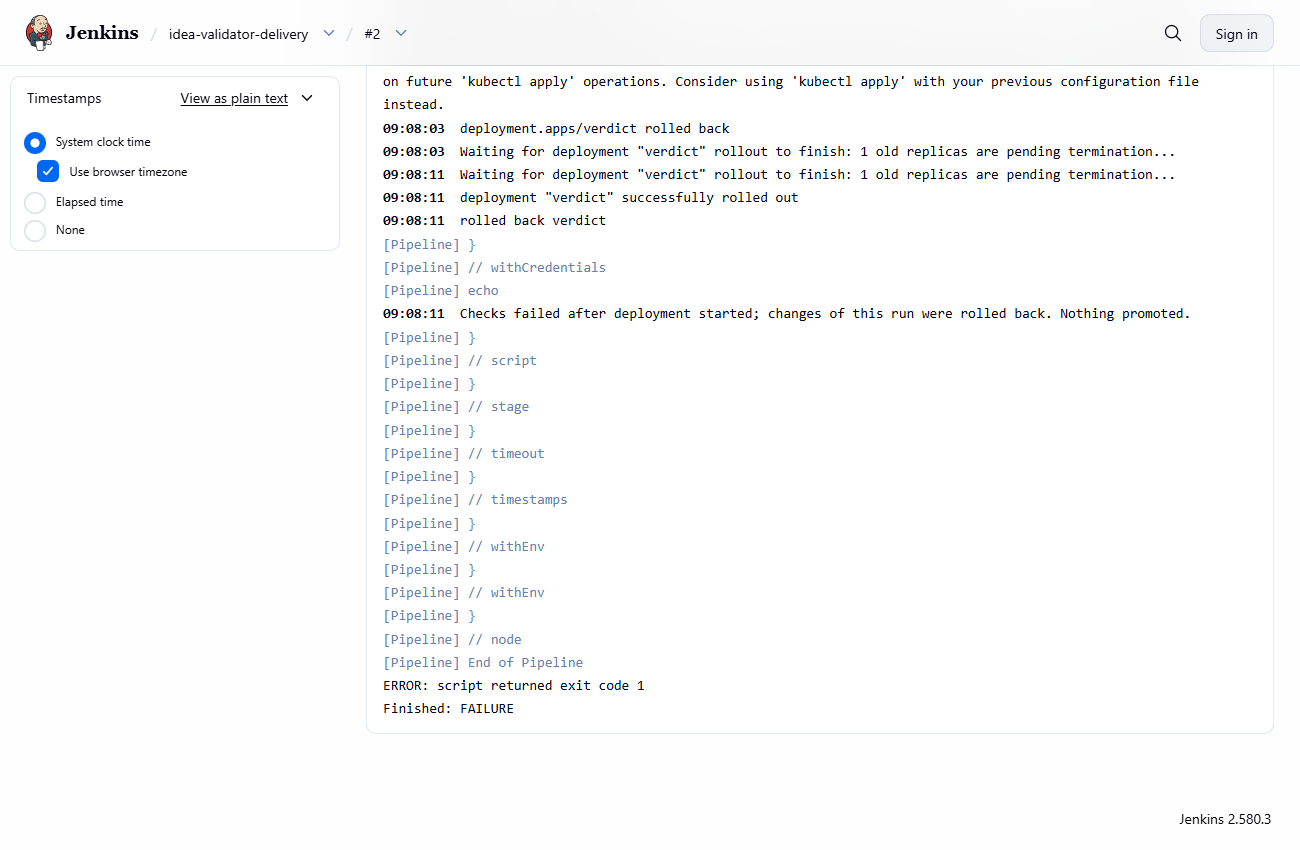 Jenkins / idea-validator-delivery / #2
Sign in
Timestamps
View as plain text
System clock time
Use browser timezone
Elapsed time
None
on future 'kubectl apply' operations. Consider using 'kubectl apply' with your previous configuration file
instead.
09:08:03  deployment.apps/verdict rolled back
09:08:03  Waiting for deployment "verdict" rollout to finish: 1 old replicas are pending termination...
09:08:11  Waiting for deployment "verdict" rollout to finish: 1 old replicas are pending termination...
09:08:11  deployment "verdict" successfully rolled out
09:08:11  rolled back verdict
[Pipeline] }
[Pipeline] // withCredentials
[Pipeline] echo
09:08:11  Checks failed after deployment started; changes of this run were rolled back. Nothing promoted.
[Pipeline] }
[Pipeline] // script
[Pipeline] }
[Pipeline] // stage
[Pipeline] }
[Pipeline] // timeout
[Pipeline] }
[Pipeline] // timestamps
[Pipeline] }
[Pipeline] // withEnv
[Pipeline] }
[Pipeline] // withEnv
[Pipeline] }
[Pipeline] // node
[Pipeline] End of Pipeline
ERROR: script returned exit code 1
Finished: FAILURE
Jenkins 2.580.3